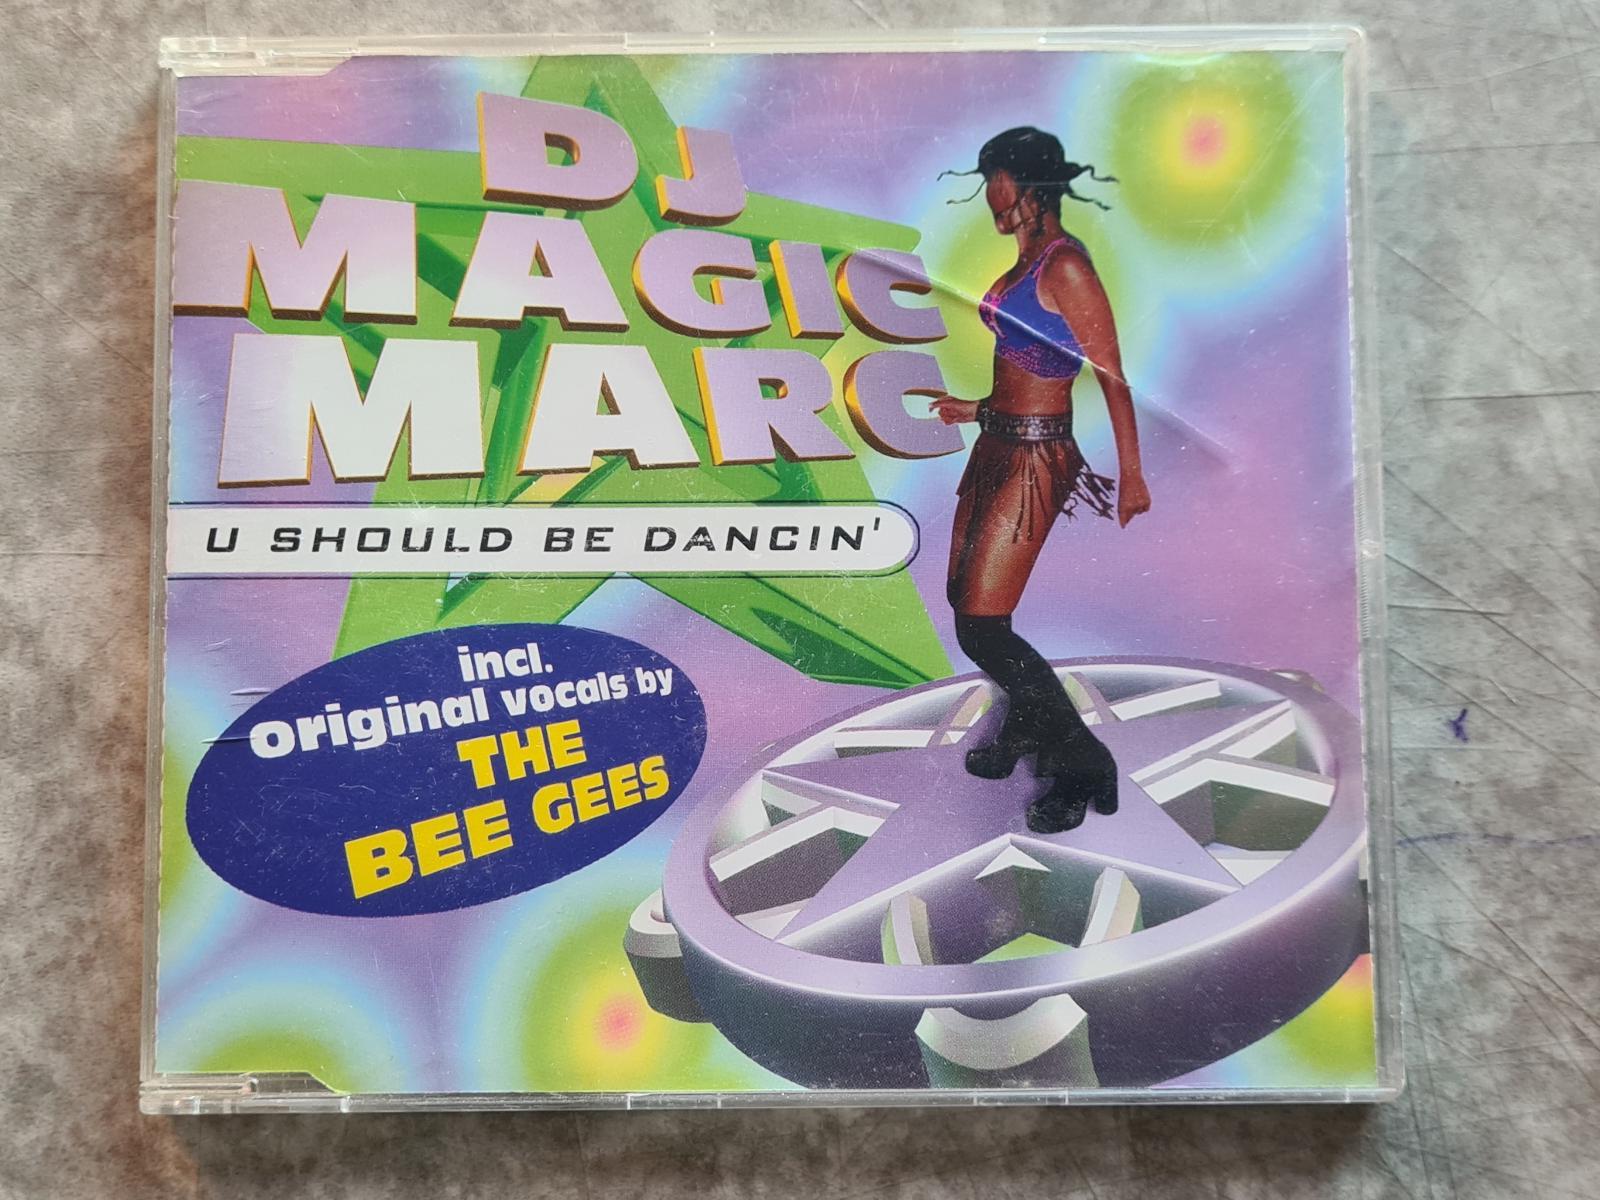 DJ
MAGIC
MARC
U SHOULD BE DANCIN'
incl.
original vocals by
THE
BEE GEES